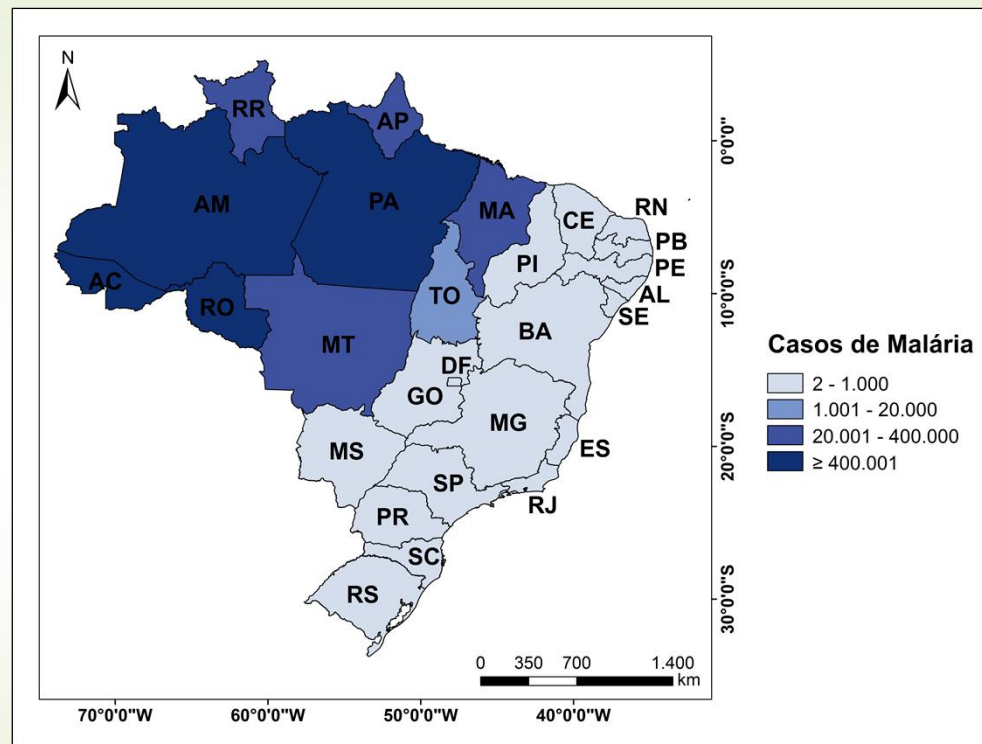 N
RR
AP
AM
PA
MA
CE
RN
PB
PE
AL
SE
PI
AC
RO
TO
MT
BA
DF
GO
MG
ES
MS
SP
RJ
PR
SC
RS
0°0'0"
10°0'0"S
20°0'0"S
30°0'0"S
Casos de Malária
2 - 1.000
1.001 - 20.000
20.001 - 400.000
≥ 400.001
0 350 700 1.400
km
70°0'0"W 60°0'0"W 50°0'0"W 40°0'0"W